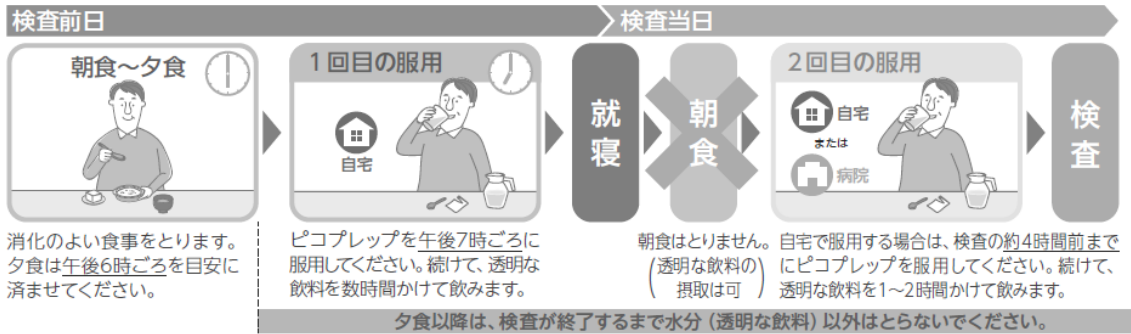 検査前日
検査当日
朝食～夕食
1回目の服用
自宅
就寝
朝食
2回目の服用
自宅
または
病院
検査
消化のよい食事をとります。
夕食は午後6時ごろを目安に
済ませてください。
ピコプレップを午後7時ごろに
服用してください。続けて、透明な
飲料を数時間かけて飲みます。
朝食はとりません。
(透明な飲料の
摂取は可)
自宅で服用する場合は、検査の約4時間前まで
にピコプレップを服用してください。続けて、
透明な飲料を1～2時間かけて飲みます。
夕食以降は、検査が終了するまで水分（透明な飲料）以外はとらないでください。